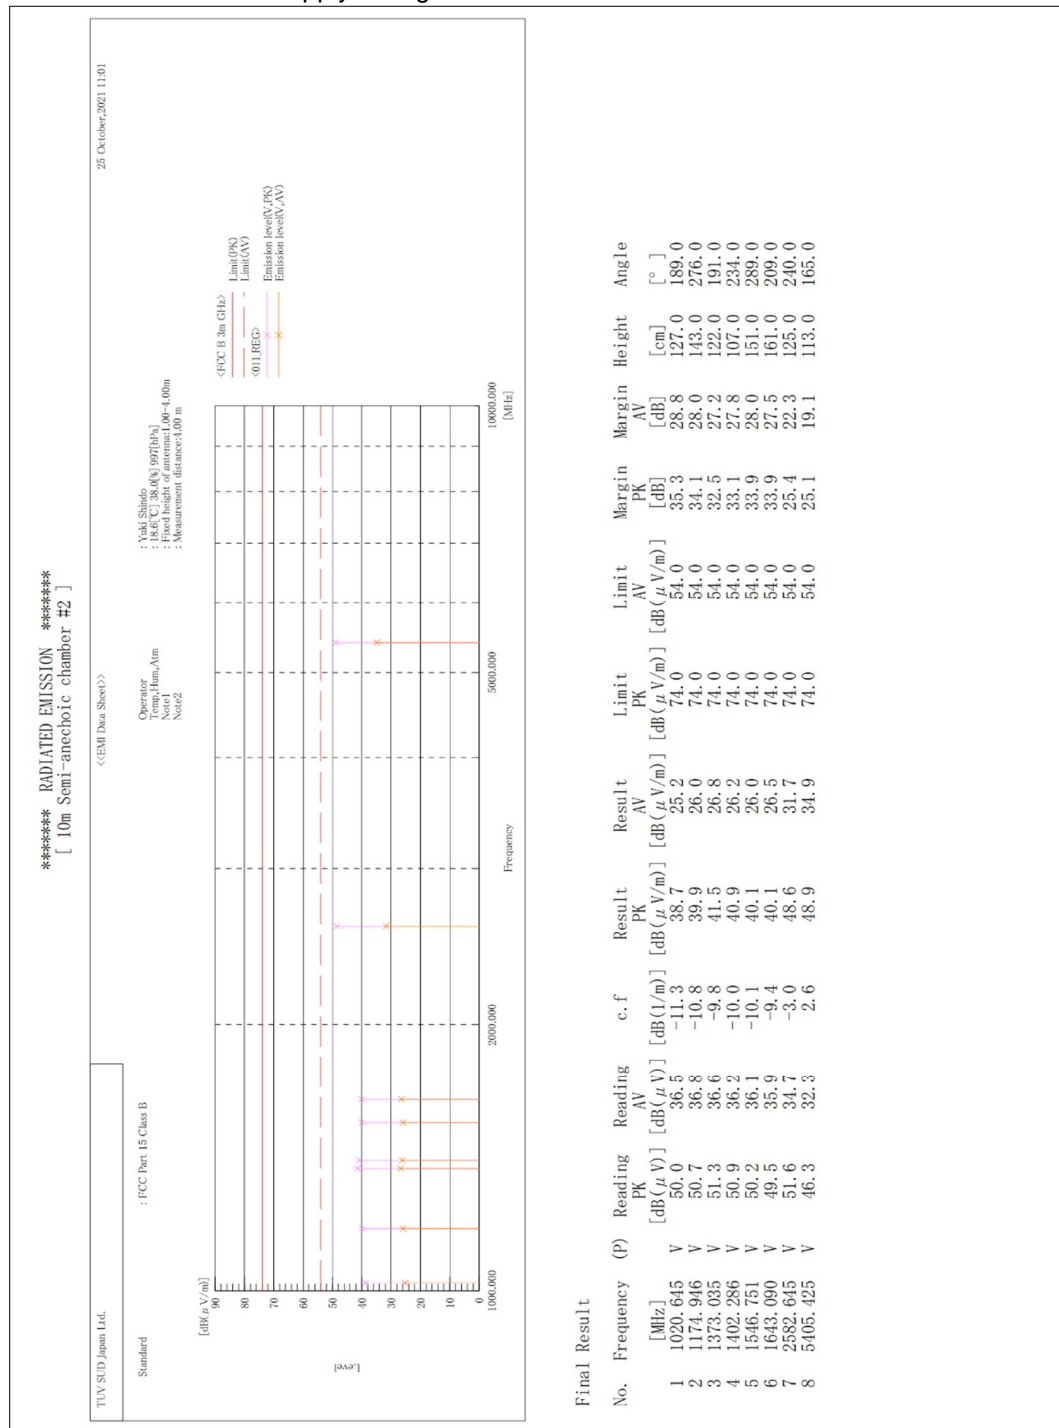 ****** RADIATED EMISSION *******
[ 10m Semi-anechoic chamber #2 ]
TUV SUD Japan Ltd.
<<EMI Data Sheet>>
25 October,2021 11:01
Standard : FCC Part 15 Class B
Operator : Yuki Shindo
Temp,Hum,Atm : 18.6[°C] 38.0[%] 997[hPa]
Note1 : Fixed height of antenna:1.00-4.00m
Note2 : Measurement distance:4.00 m
<FCC B 3m GHz>
Limit(PK)
Limit(AV)
<011_REG>
Emission level(V,PK)
Emission level(V,AV)
[dB(μV/m)]
90
80
70
60
50
40
30
20
10
0
Level
1000.000 2000.000 5000.000 10000.000
[MHz]
Frequency
Final Result
No. Frequency (P) Reading Reading c.f Result Result Limit Limit Margin Margin Height Angle
PK AV PK AV PK AV PK AV
[MHz] [dB(μV)] [dB(μV)] [dB(1/m)] [dB(μV/m)] [dB(μV/m)] [dB(μV/m)] [dB(μV/m)] [dB] [dB] [cm] [°]
1 1020.645 V 50.0 36.5 -11.3 38.7 25.2 74.0 54.0 35.3 28.8 127.0 189.0
2 1174.946 V 50.7 36.8 -10.8 39.9 26.0 74.0 54.0 34.1 28.0 143.0 276.0
3 1373.035 V 51.3 36.6 -9.8 41.5 26.8 74.0 54.0 32.5 27.2 122.0 191.0
4 1402.286 V 50.9 36.2 -10.0 40.9 26.2 74.0 54.0 33.1 27.8 107.0 234.0
5 1546.751 V 50.2 36.1 -10.1 40.1 26.0 74.0 54.0 33.9 28.0 151.0 289.0
6 1643.090 V 49.5 35.9 -9.4 40.1 26.5 74.0 54.0 33.9 27.5 161.0 209.0
7 2582.645 V 51.6 34.7 -3.0 48.6 31.7 74.0 54.0 25.4 22.3 125.0 240.0
8 5405.425 V 46.3 32.3 2.6 48.9 34.9 74.0 54.0 25.1 19.1 113.0 165.0